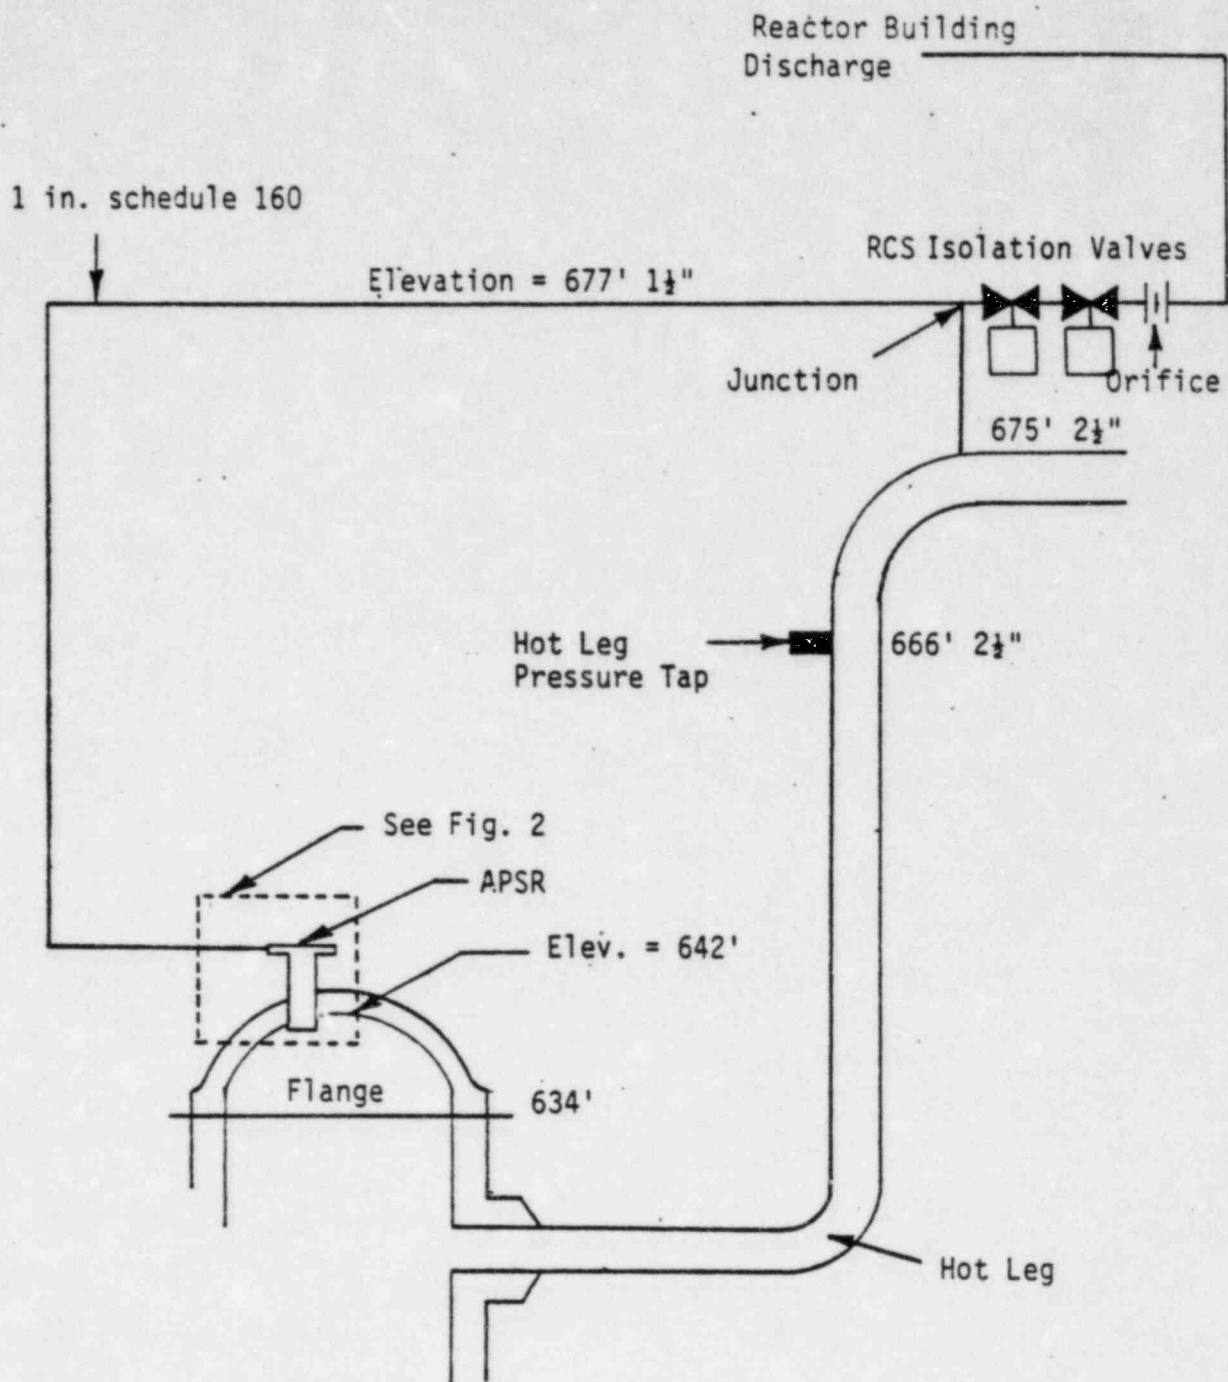 Reactor Building
Discharge
1 in. schedule 160
RCS Isolation Valves
Elevation = 677' 1½"
Junction
Orifice
675' 2½"
Hot Leg
Pressure Tap
666' 2½"
See Fig. 2
APSR
Elev. = 642'
Flange
634'
Hot Leg